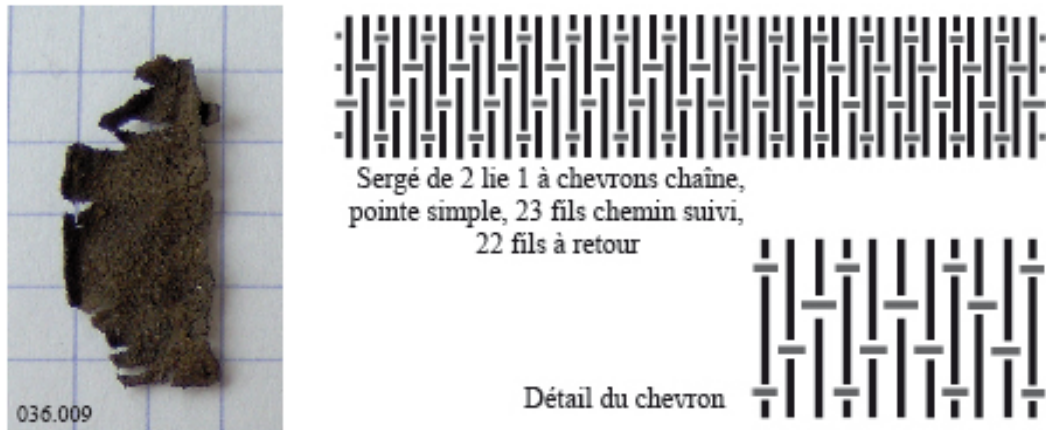 Sergé de 2 lie 1 à chevrons chaîne,
pointe simple, 23 fils chemin suivi,
22 fils à retour
Détail du chevron
036.009